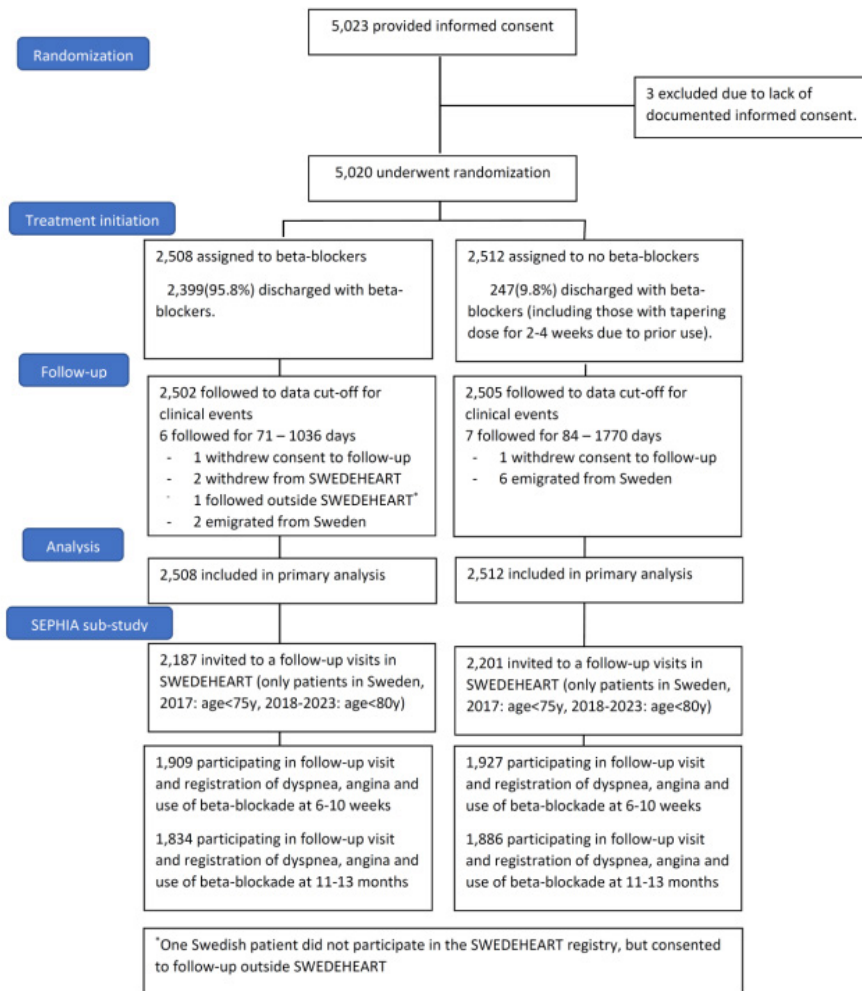 5,023 provided informed consent
Randomization
3 excluded due to lack of
documented informed consent.
5,020 underwent randomization
Treatment initiation
2,508 assigned to beta-blockers
2,399(95.8%) discharged with beta-
blockers.
2,512 assigned to no beta-blockers
247(9.8%) discharged with beta-
blockers (including those with tapering
dose for 2-4 weeks due to prior use).
Follow-up
2,502 followed to data cut-off for
clinical events
6 followed for 71 – 1036 days
- 1 withdrew consent to follow-up
- 2 withdrew from SWEDEHEART
- 1 followed outside SWEDEHEART*
- 2 emigrated from Sweden
2,505 followed to data cut-off for
clinical events
7 followed for 84 – 1770 days
- 1 withdrew consent to follow-up
- 6 emigrated from Sweden
Analysis
2,508 included in primary analysis
2,512 included in primary analysis
SEPHIA sub-study
2,187 invited to a follow-up visits in
SWEDEHEART (only patients in Sweden,
2017: age<75y, 2018-2023: age<80y)
2,201 invited to a follow-up visits in
SWEDEHEART (only patients in Sweden,
2017: age<75y, 2018-2023: age<80y)
1,909 participating in follow-up visit
and registration of dyspnea, angina and
use of beta-blockade at 6-10 weeks
1,834 participating in follow-up visit
and registration of dyspnea, angina and
use of beta-blockade at 11-13 months
1,927 participating in follow-up visit
and registration of dyspnea, angina and
use of beta-blockade at 6-10 weeks
1,886 participating in follow-up visit
and registration of dyspnea, angina and
use of beta-blockade at 11-13 months
*One Swedish patient did not participate in the SWEDEHEART registry, but consented
to follow-up outside SWEDEHEART